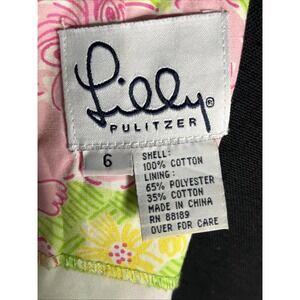 Lilly®
PULITZER
6
SHELL:
100% COTTON
LINING:
65% POLYESTER
35% COTTON
MADE IN CHINA
RN 88189
OVER FOR CARE